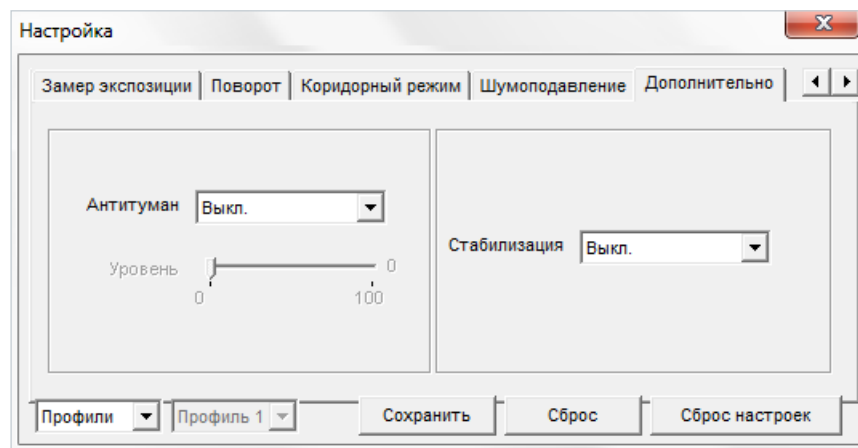 Настройка
Замер экспозиции Поворот Коридорный режим Шумоподавление Дополнительно
Антитуман Выкл.
Уровень 0
0 100
Стабилизация Выкл.
Профили Профиль 1 Сохранить Сброс Сброс настроек